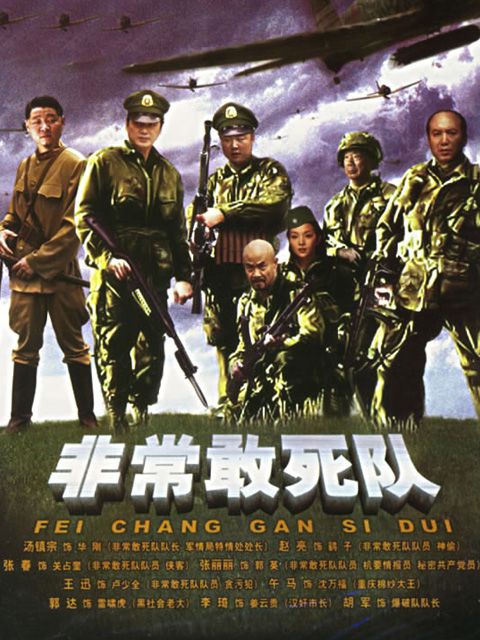 非常敢死队
FEI CHANG GAN SI DUI
汤镇宗 饰 华刚（非常敢死队队长 军情局特情处处长） 赵亮 饰 鹞子（非常敢死队队员 神偷）
张春 饰 关占奎（非常敢死队队员 侠客） 张丽丽 饰 郭英（非常敢死队队员 机要情报员 秘密共产党员）
王迅 饰 卢少全（非常敢死队队员 贪污犯） 午马 饰 沈万福（重庆棉纱大王）
郭达 饰 雷啸虎（黑社会老大） 李琦 饰 姜云贵（汉奸市长） 胡军 饰 爆破队队长